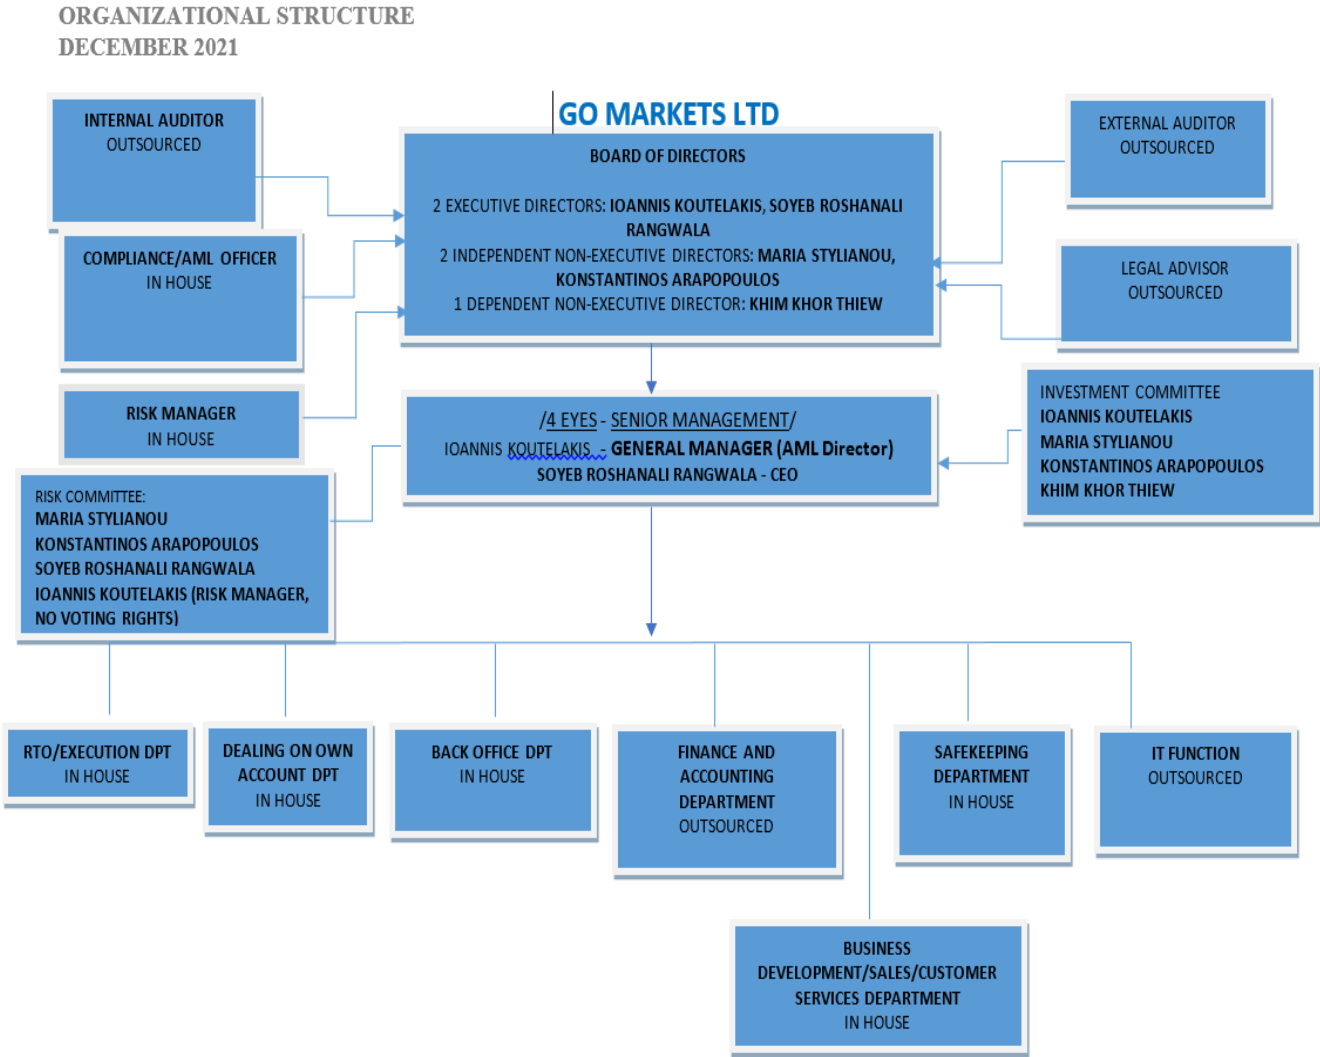 ORGANIZATIONAL STRUCTURE
DECEMBER 2021
GO MARKETS LTD
INTERNAL AUDITOR
OUTSOURCED
COMPLIANCE/AML OFFICER
IN HOUSE
RISK MANAGER
IN HOUSE
BOARD OF DIRECTORS
2 EXECUTIVE DIRECTORS: IOANNIS KOUTELAKIS, SOYEB ROSHANALI
RANGWALA
2 INDEPENDENT NON-EXECUTIVE DIRECTORS: MARIA STYLIANOU,
KONSTANTINOS ARAPOPOULOS
1 DEPENDENT NON-EXECUTIVE DIRECTOR: KHIM KHOR THIEW
EXTERNAL AUDITOR
OUTSOURCED
LEGAL ADVISOR
OUTSOURCED
/4 EYES - SENIOR MANAGEMENT/
IOANNIS KOUTELAKIS - GENERAL MANAGER (AML Director)
SOYEB ROSHANALI RANGWALA - CEO
INVESTMENT COMMITTEE
IOANNIS KOUTELAKIS
MARIA STYLIANOU
KONSTANTINOS ARAPOPOULOS
KHIM KHOR THIEW
RISK COMMITTEE:
MARIA STYLIANOU
KONSTANTINOS ARAPOPOULOS
SOYEB ROSHANALI RANGWALA
IOANNIS KOUTELAKIS (RISK MANAGER,
NO VOTING RIGHTS)
RTO/EXECUTION DPT
IN HOUSE
DEALING ON OWN
ACCOUNT DPT
IN HOUSE
BACK OFFICE DPT
IN HOUSE
FINANCE AND
ACCOUNTING
DEPARTMENT
OUTSOURCED
SAFEKEEPING
DEPARTMENT
IN HOUSE
IT FUNCTION
OUTSOURCED
BUSINESS
DEVELOPMENT/SALES/CUSTOMER
SERVICES DEPARTMENT
IN HOUSE